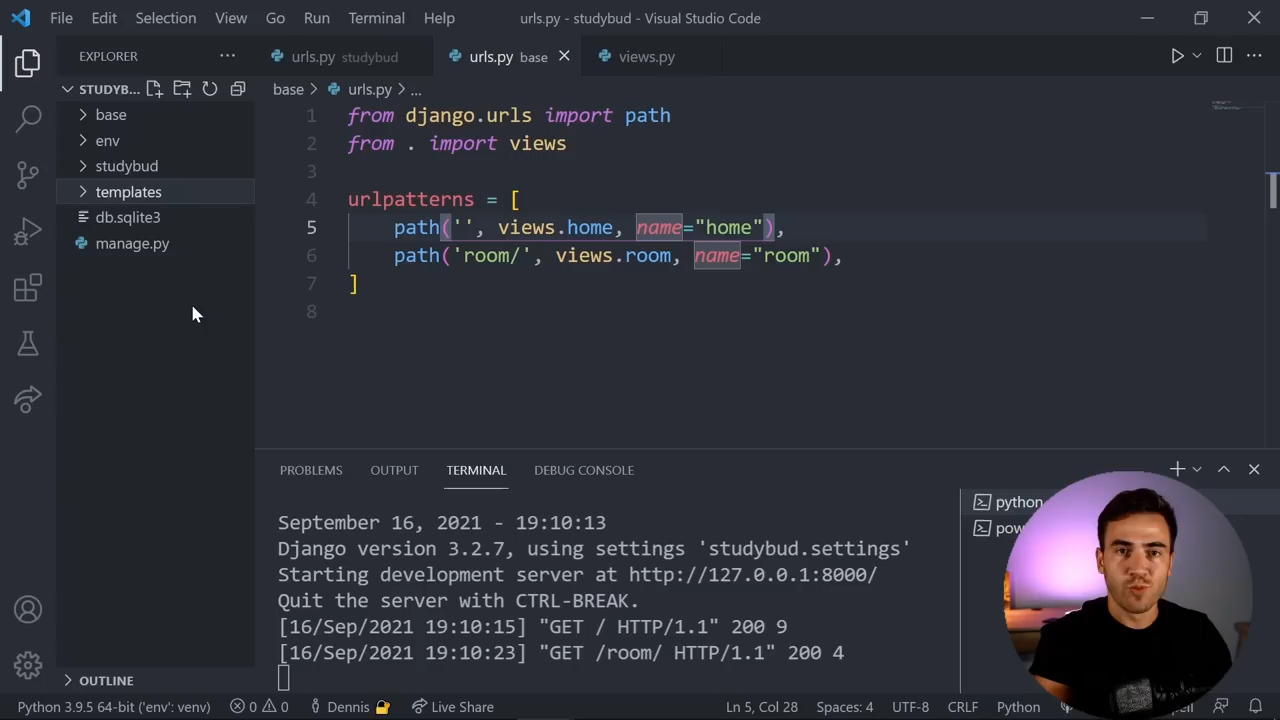 File Edit Selection View Go Run Terminal Help urls.py - studybud - Visual Studio Code
EXPLORER
urls.py studybud urls.py base views.py
STUDYB...
base > urls.py > ...
base
env
studybud
templates
db.sqlite3
manage.py
1 from django.urls import path
2 from . import views
3
4 urlpatterns = [
5 path('', views.home, name="home"),
6 path('room/', views.room, name="room"),
7 ]
8
PROBLEMS OUTPUT TERMINAL DEBUG CONSOLE
September 16, 2021 - 19:10:13
Django version 3.2.7, using settings 'studybud.settings'
Starting development server at http://127.0.0.1:8000/
Quit the server with CTRL-BREAK.
[16/Sep/2021 19:10:15] "GET / HTTP/1.1" 200 9
[16/Sep/2021 19:10:23] "GET /room/ HTTP/1.1" 200 4
python
pow
OUTLINE
Python 3.9.5 64-bit ('env': venv) 0 0 Dennis Live Share Ln 5, Col 28 Spaces: 4 UTF-8 CRLF Python